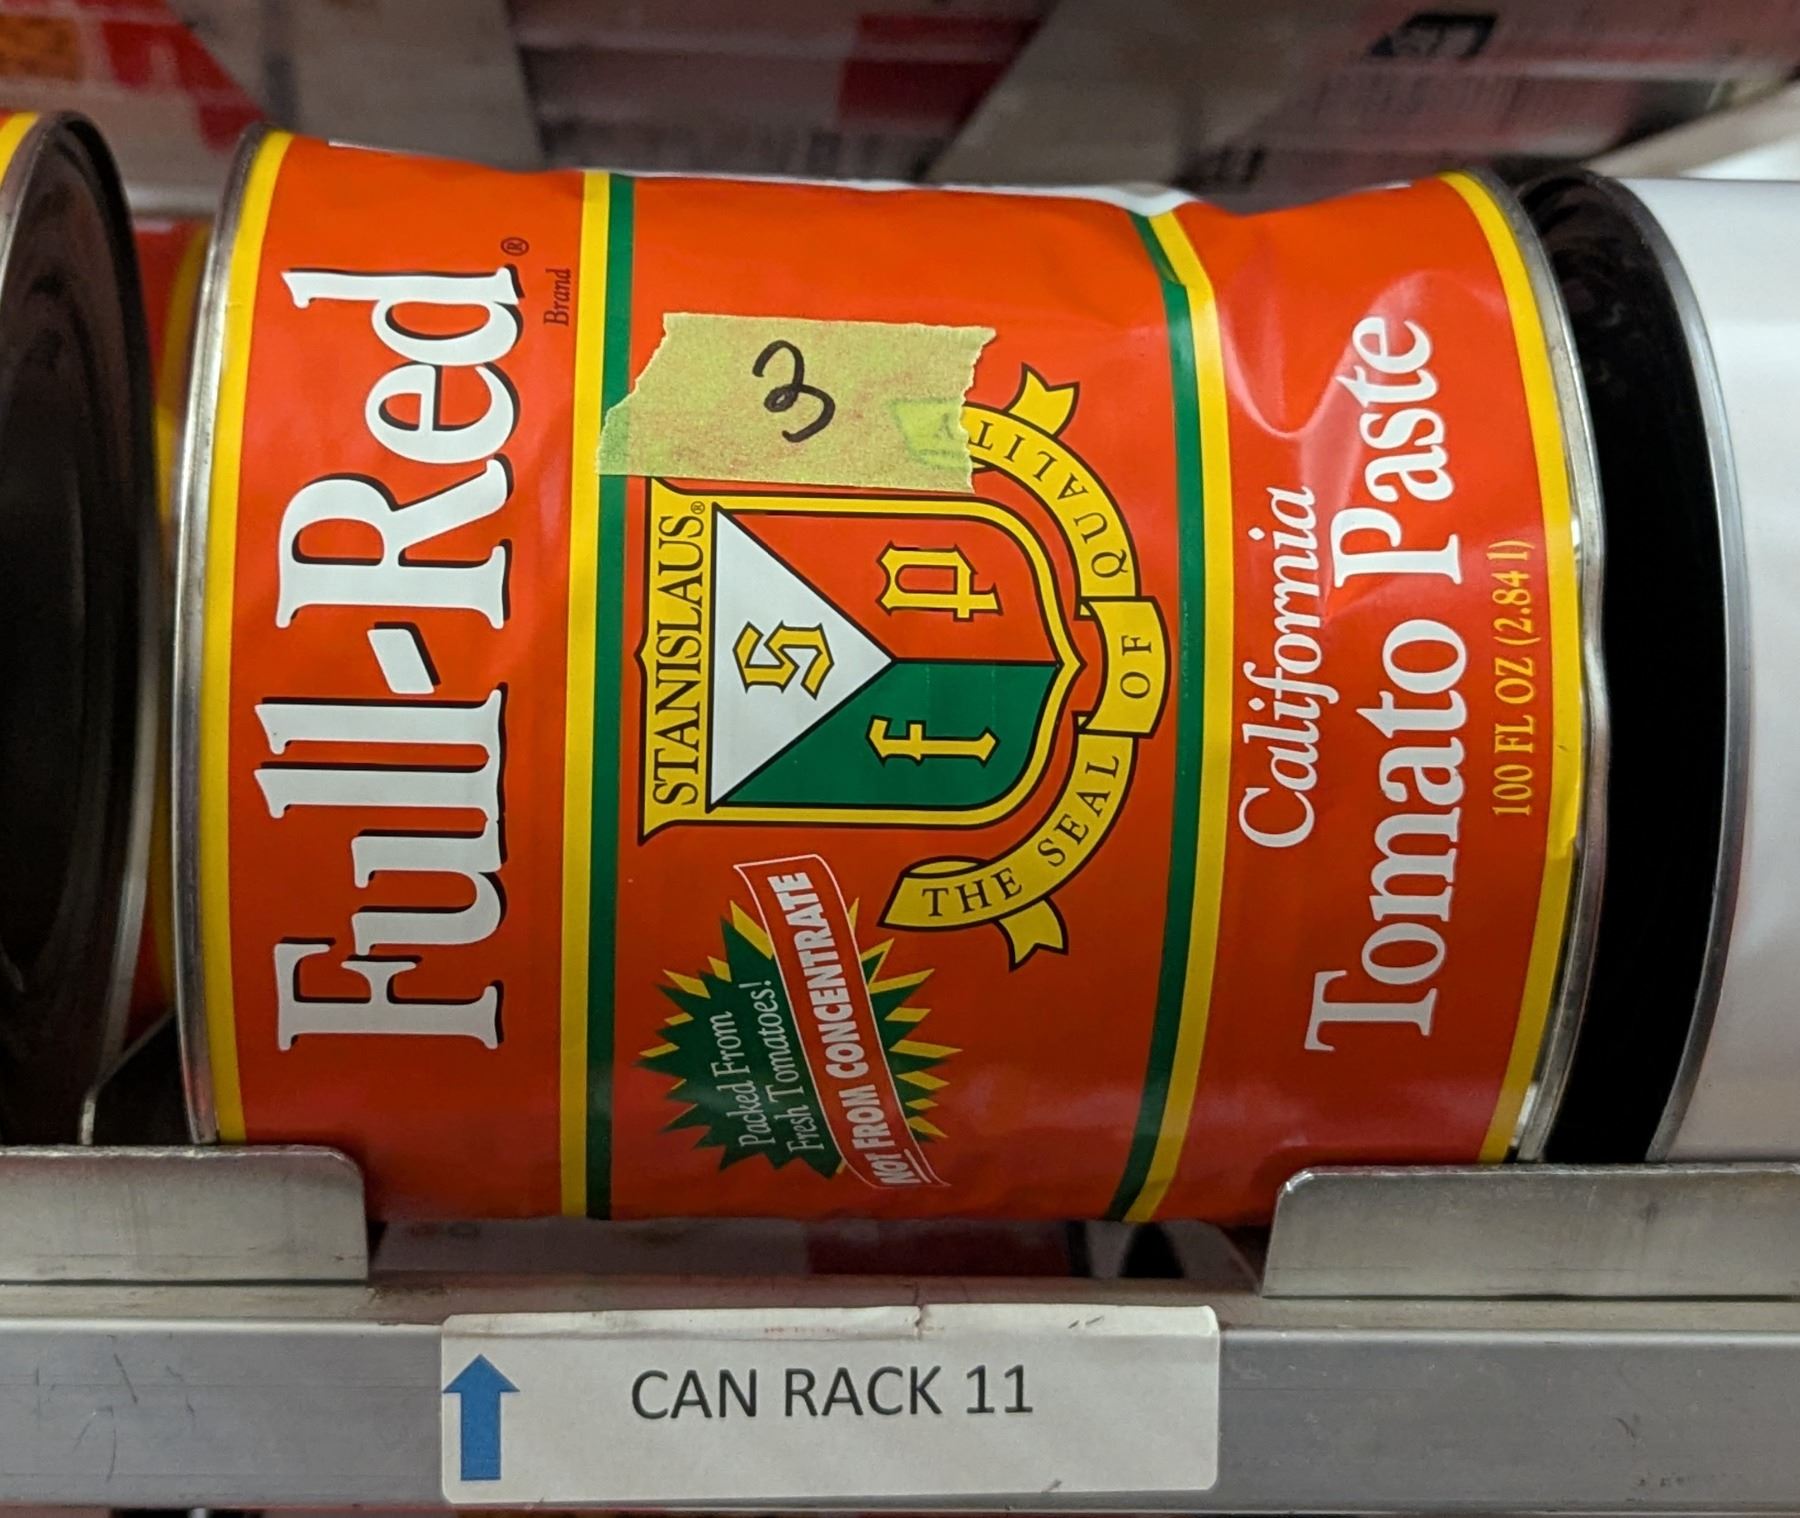 Full-Red®
Brand
3
STANISLAUS®
s
f p
THE SEAL OF QUALITY
Packed From
Fresh Tomatoes!
NOT FROM CONCENTRATE
California
Tomato Paste
100 FL OZ (2.84 l)
CAN RACK 11